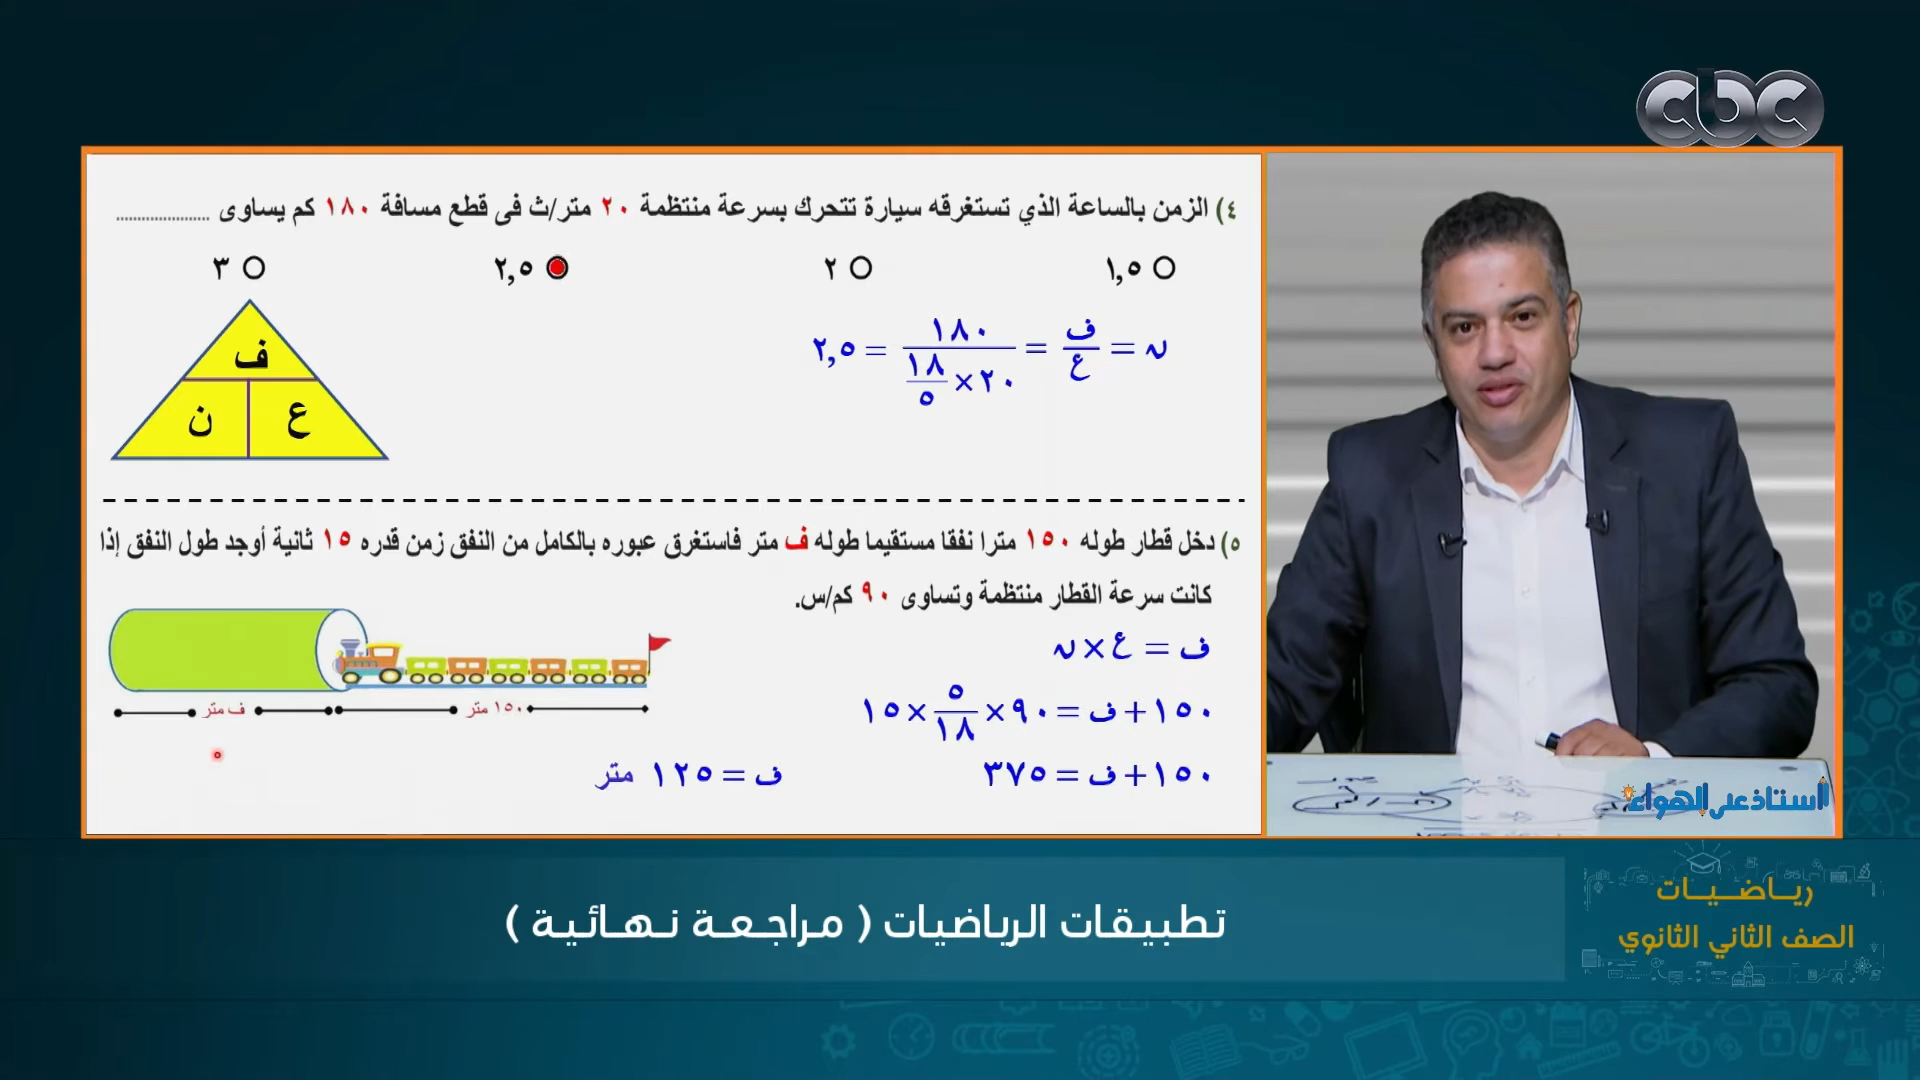 cbc
٤) الزمن بالساعة الذي تستغرقه سيارة تتحرك بسرعة منتظمة ٢٠ متر/ث فى قطع مسافة ١٨٠ كم يساوى ......................
١,٥ ٢ ٢,٥ ٣
ن = ف/ع = ١٨٠ / (٢٠ × ١٨/٥) = ٢,٥
ف
ع ن
٥) دخل قطار طوله ١٥٠ مترا نفقا مستقيما طوله ف متر فاستغرق عبوره بالكامل من النفق زمن قدره ١٥ ثانية أوجد طول النفق إذا
كانت سرعة القطار منتظمة وتساوى ٩٠ كم/س.
ف = ع × ن
١٥٠ + ف = ٩٠ × ٥/١٨ × ١٥
١٥٠ متر ف متر
١٥٠ + ف = ٣٧٥ ف = ١٢٥ متر
أستاذ على الهواء
تطبيقات الرياضيات ( مراجعة نهائية )
رياضيات
الصف الثاني الثانوي